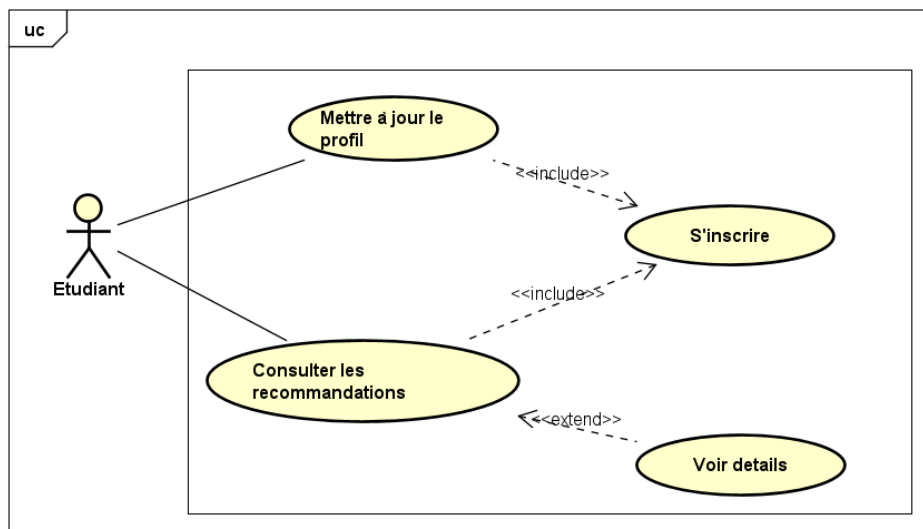 uc
Mettre à jour le
profil
<<include>>
S'inscrire
Etudiant
<<include>>
Consulter les
recommandations
<<extend>>
Voir details